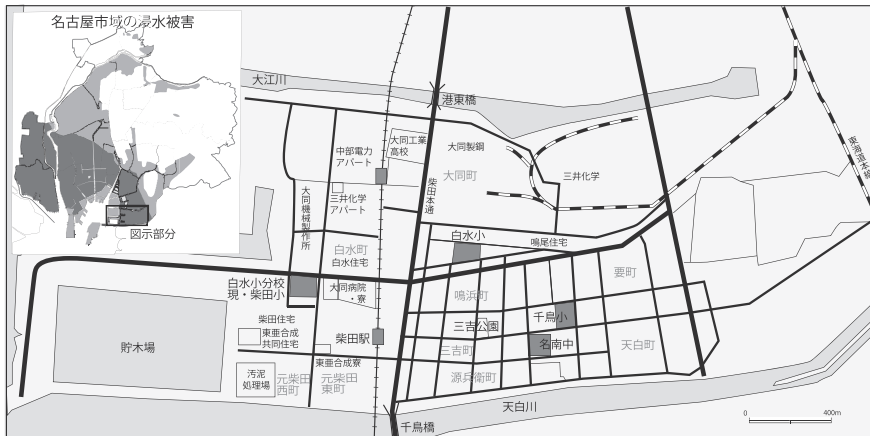 名古屋市域の浸水被害
図示部分
大江川
港東橋
東海道本線
中部電力
アパート
大同工業
高校
大同製鋼
大同町
三井化学
三井化学
アパート
大同機械製作所
柴田本通
白水町
白水住宅
白水小
鳴尾住宅
要町
白水小分校
現・柴田小
大同病院
・寮
鳴浜町
千鳥小
柴田住宅
東亜合成
共同住宅
柴田駅
三吉公園
名南中
三吉町
天白町
貯木場
東亜合成寮
汚泥
処理場
元柴田
西町
元柴田
東町
源兵衛町
天白川
千鳥橋
0
400m